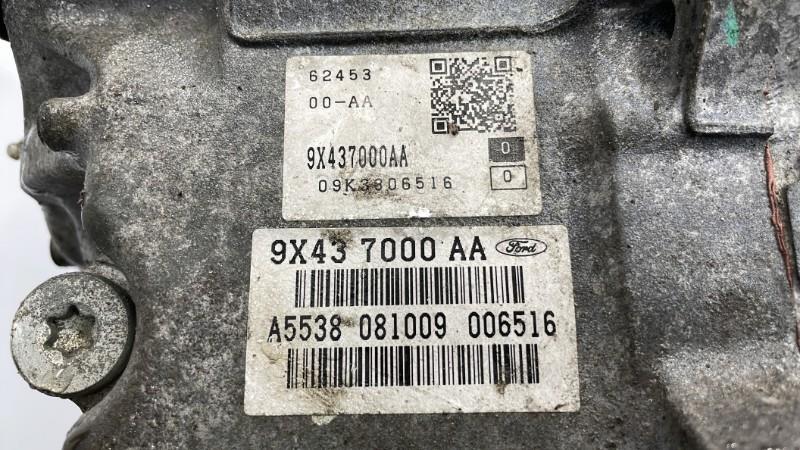 62453
00-AA
9X437000AA 0
09K3806516 0
9X43 7000 AA Ford
A5538 081009 006516